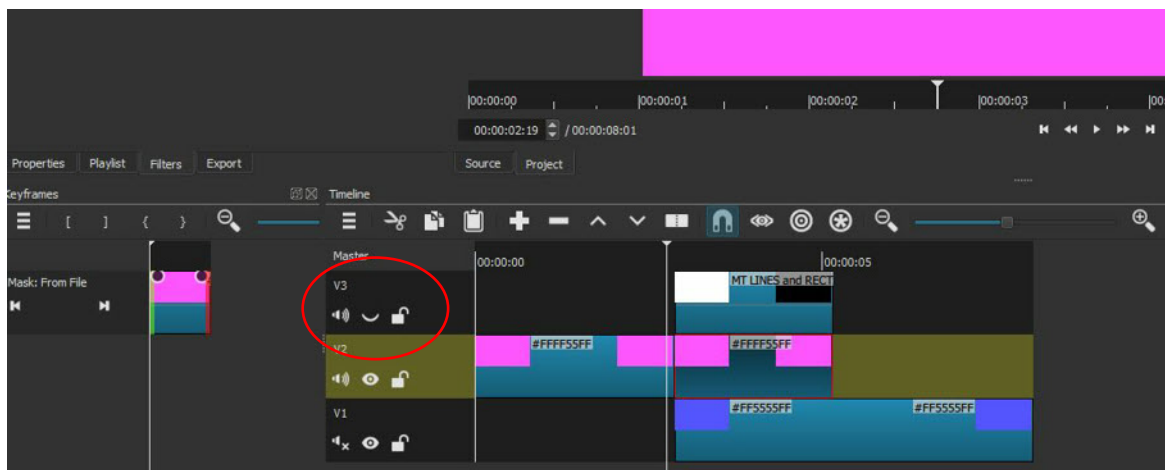 00:00:00 00:00:01 00:00:02 00:00:03 00
00:00:02:19 / 00:00:08:01
Properties Playlist Filters Export Source Project
Keyframes Timeline
[ ] { }
Master 00:00:00 00:00:05
Mask: From File
V3 MT LINES and RECT
V2 #FFFF55FF #FFFF55FF
V1 #FF5555FF #FF5555FF